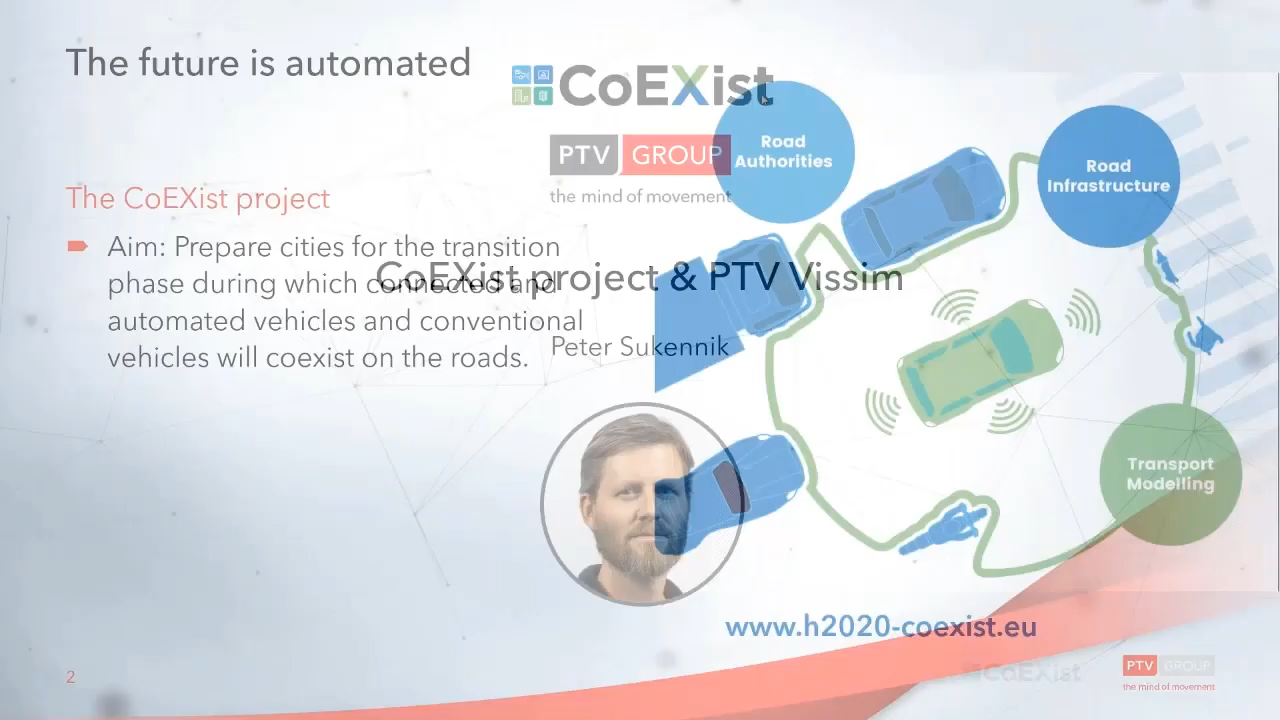 The future is automated
CoEXist
PTV GROUP
the mind of movement
Road
Authorities
Road
Infrastructure
The CoEXist project
Aim: Prepare cities for the transition
phase during which connected and
automated vehicles and conventional
vehicles will coexist on the roads.
CoEXist project & PTV Vissim
Peter Sukennik
Transport
Modelling
www.h2020-coexist.eu
2
CoEXist
PTV GROUP
the mind of movement